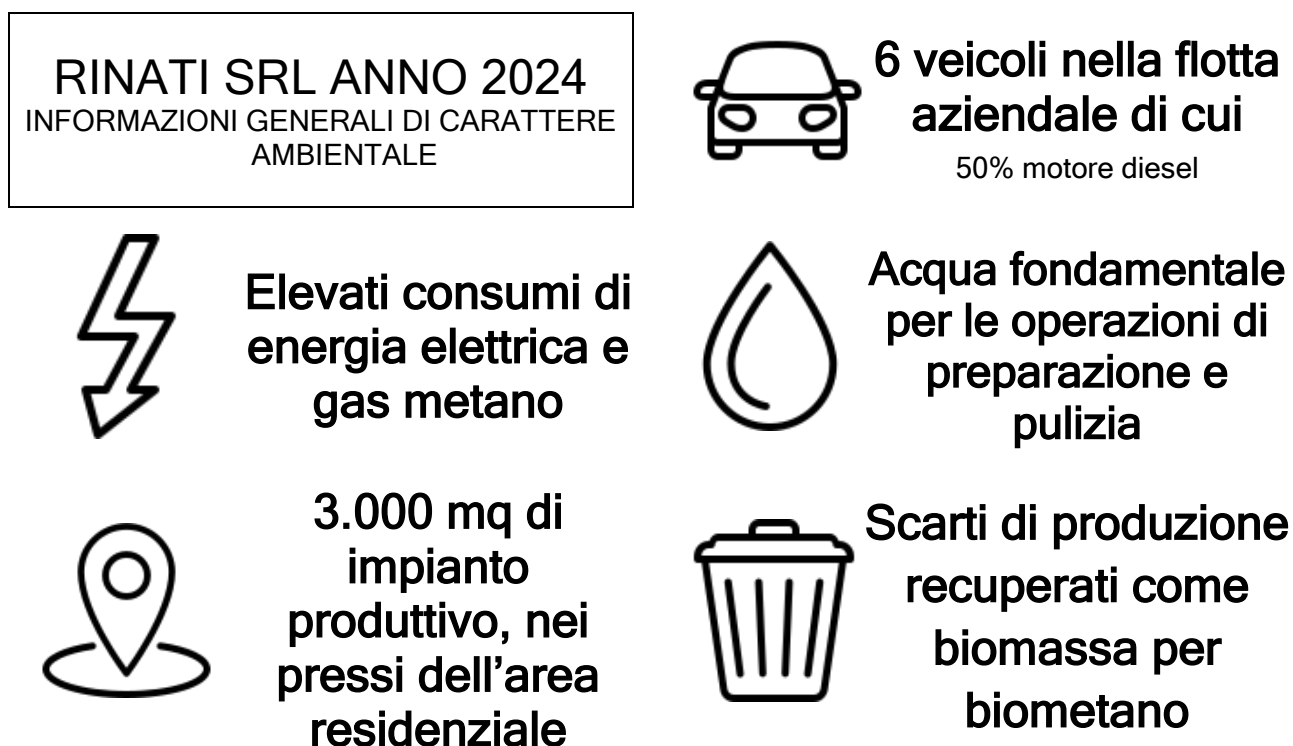 RINATI SRL ANNO 2024
INFORMAZIONI GENERALI DI CARATTERE
AMBIENTALE
6 veicoli nella flotta
aziendale di cui
50% motore diesel
Elevati consumi di
energia elettrica e
gas metano
Acqua fondamentale
per le operazioni di
preparazione e
pulizia
3.000 mq di
impianto
produttivo, nei
pressi dell’area
residenziale
Scarti di produzione
recuperati come
biomassa per
biometano